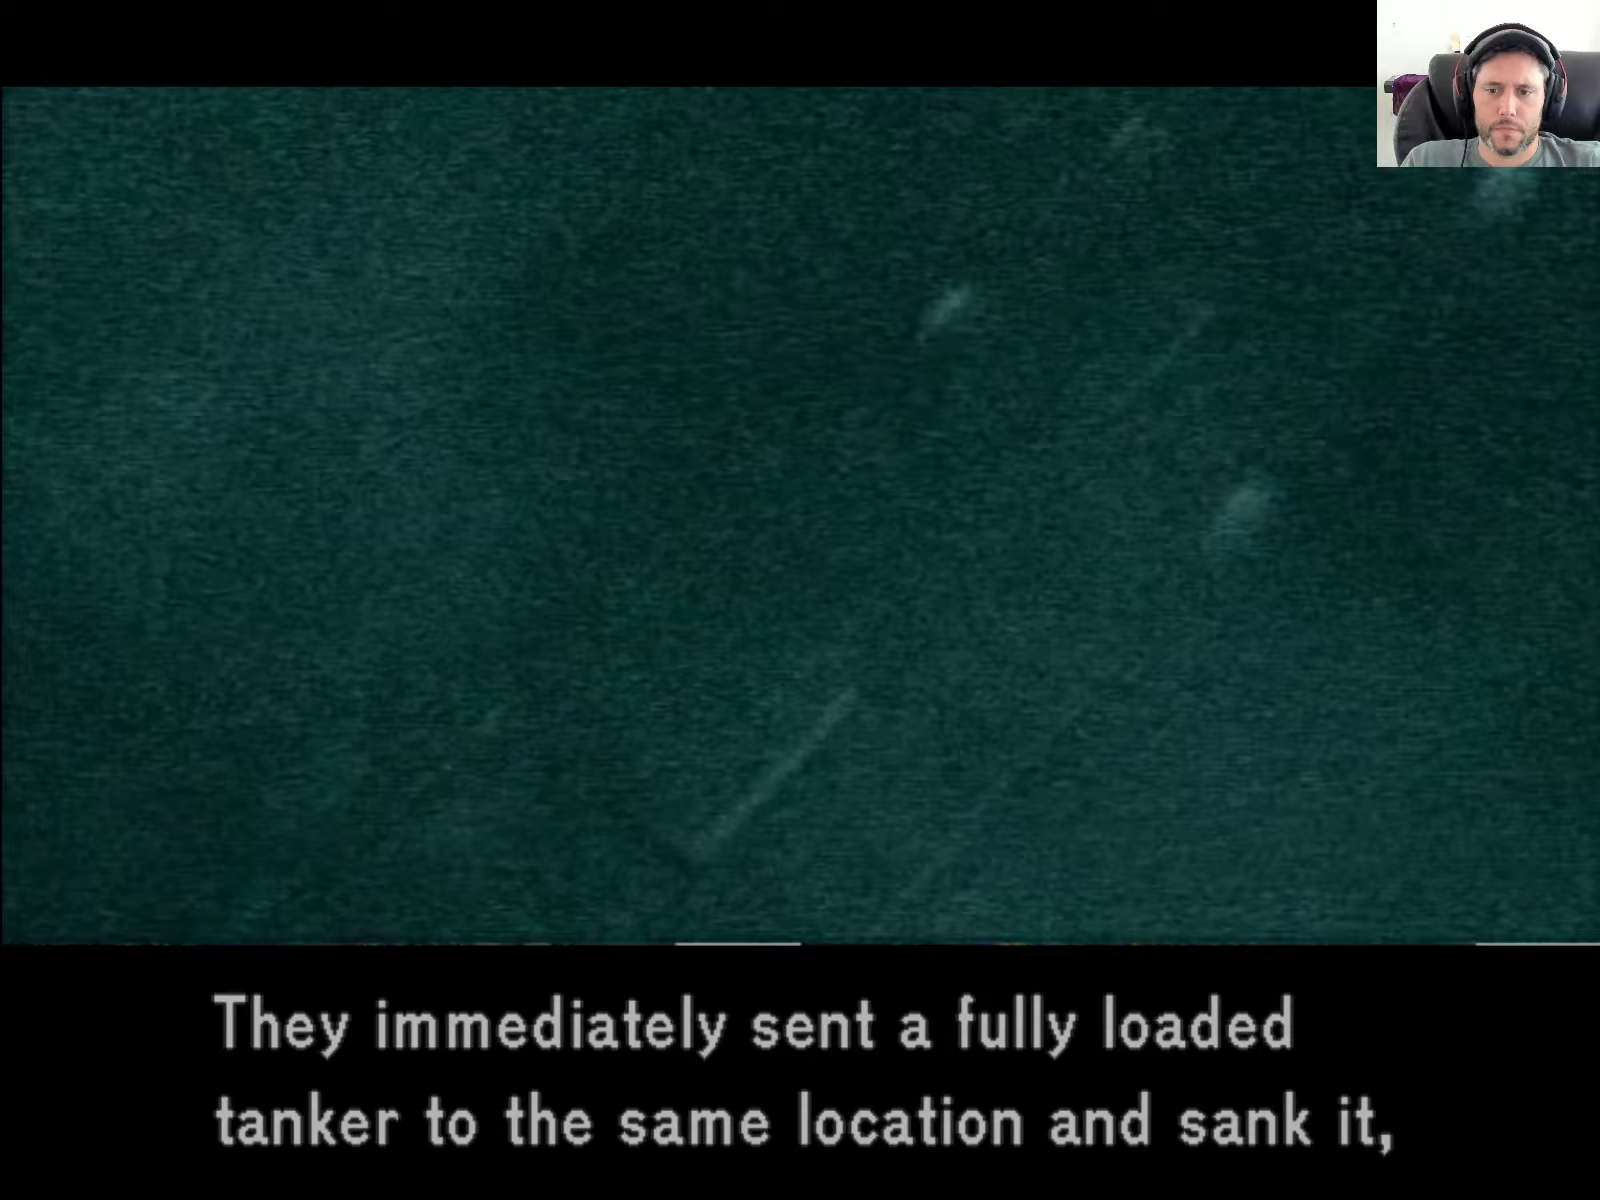 They immediately sent a fully loaded
tanker to the same location and sank it,